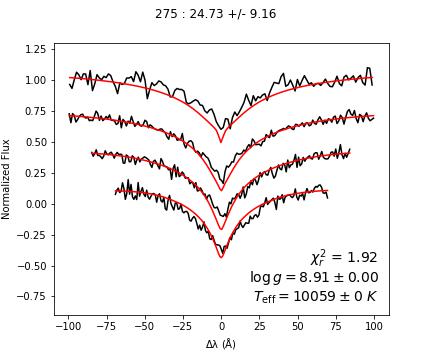 275 : 24.73 +/- 9.16
1.25
1.00
0.75
0.50
0.25
0.00
−0.25
−0.50
−0.75
Normalized Flux
χ²ᵣ = 1.92
log g = 8.91 ± 0.00
T_eff = 10059 ± 0 K
−100 −75 −50 −25 0 25 50 75 100
Δλ (Å)